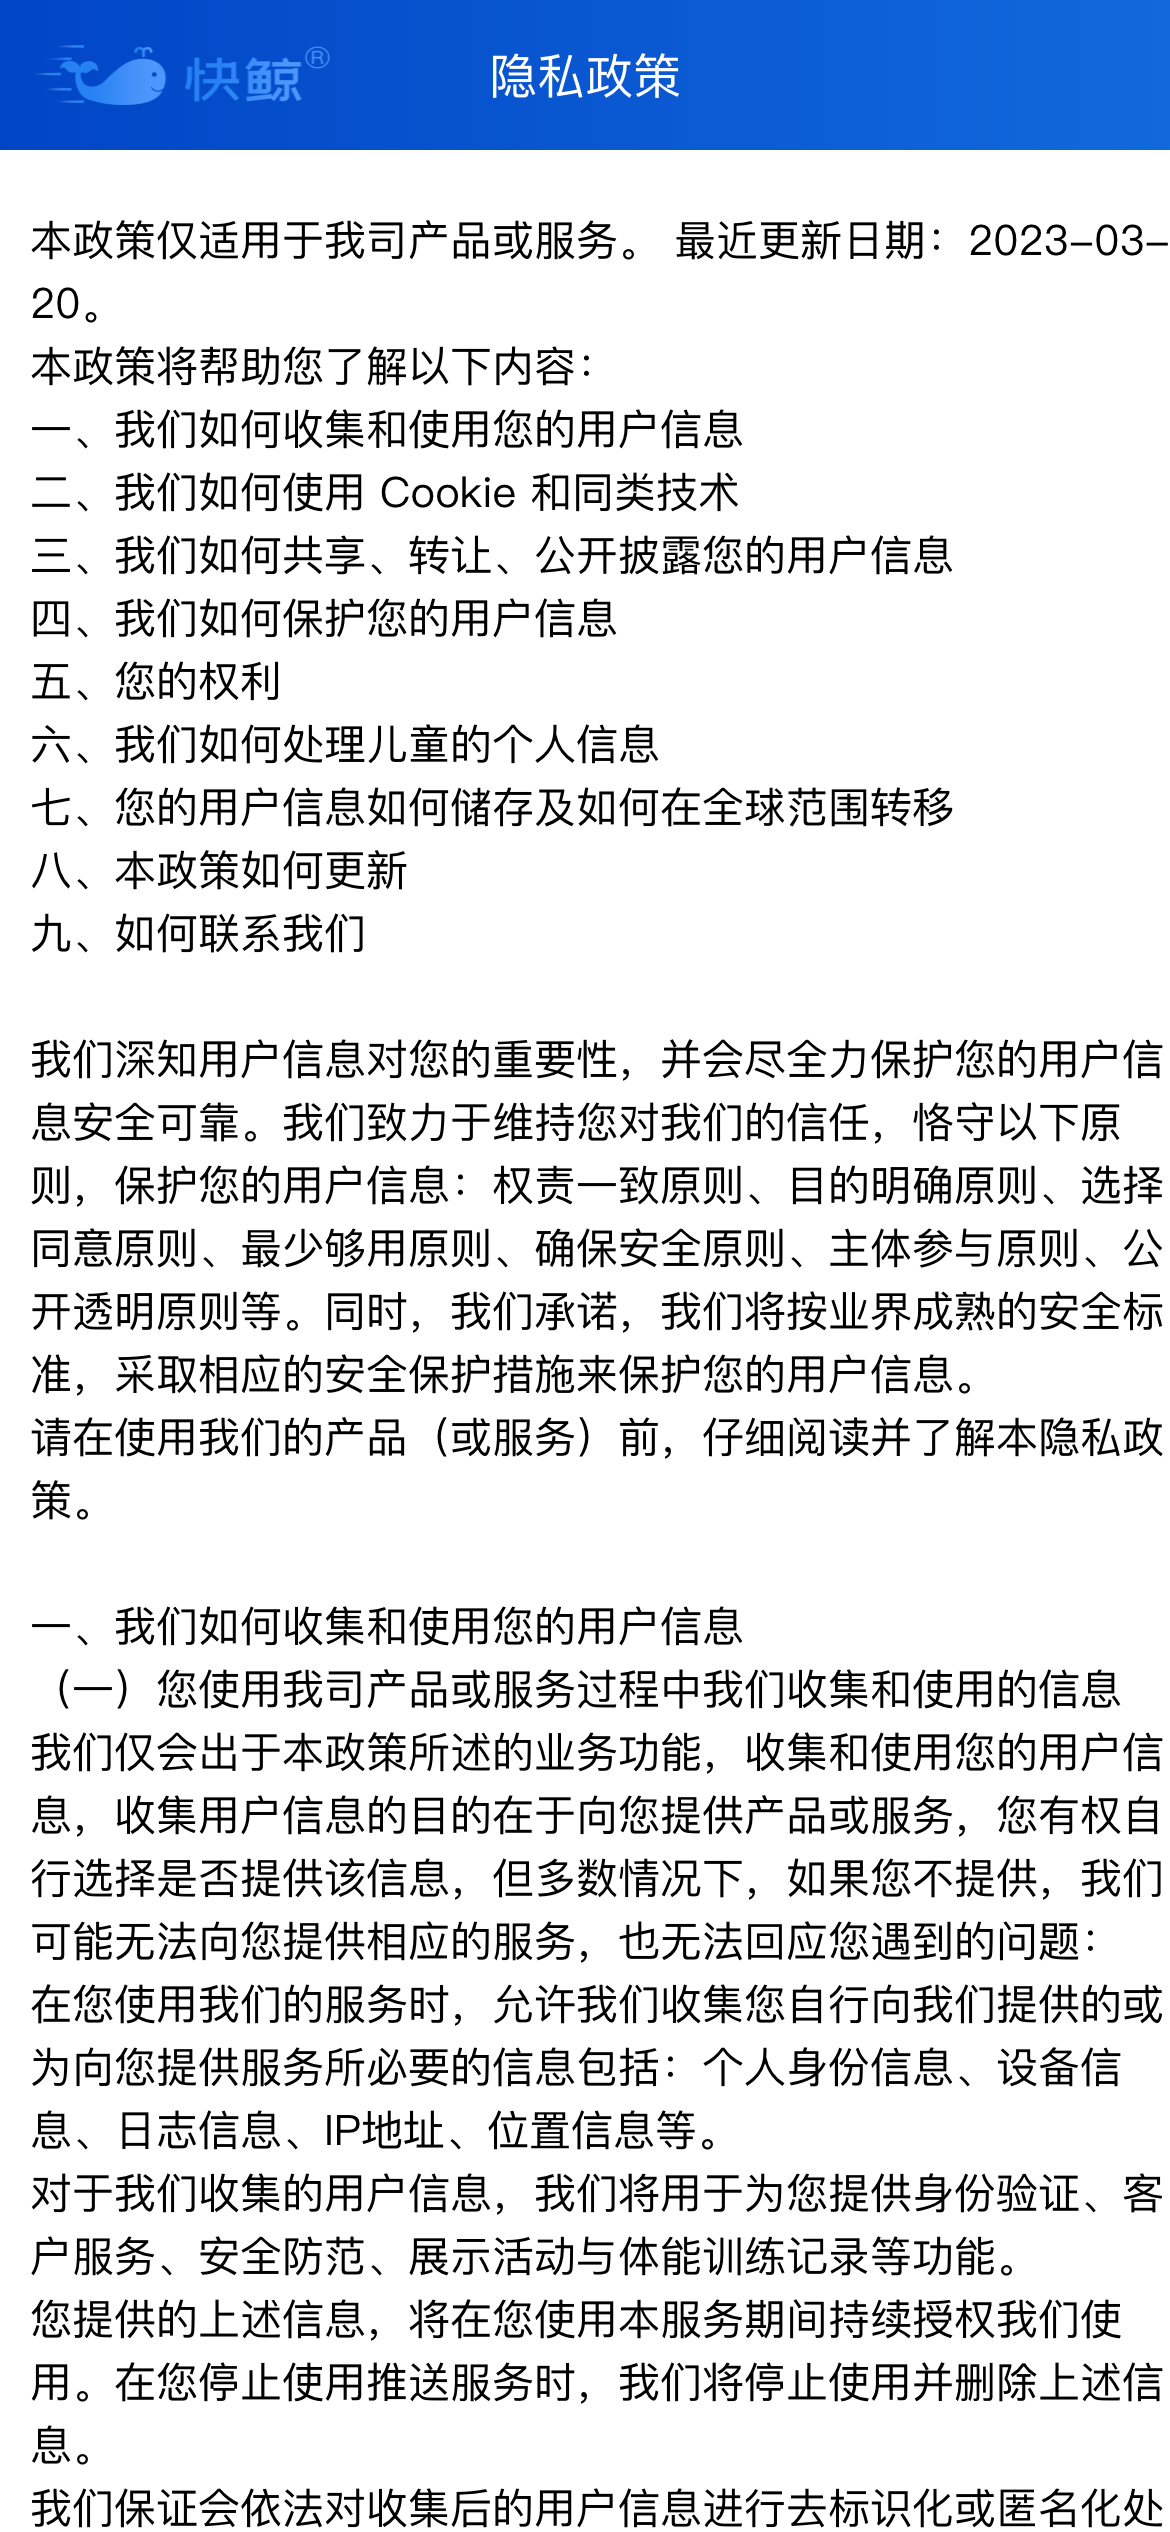 快鲸®
隐私政策
本政策仅适用于我司产品或服务。 最近更新日期：2023-03-
20。
本政策将帮助您了解以下内容：
一、我们如何收集和使用您的用户信息
二、我们如何使用 Cookie 和同类技术
三、我们如何共享、转让、公开披露您的用户信息
四、我们如何保护您的用户信息
五、您的权利
六、我们如何处理儿童的个人信息
七、您的用户信息如何储存及如何在全球范围转移
八、本政策如何更新
九、如何联系我们
我们深知用户信息对您的重要性，并会尽全力保护您的用户信
息安全可靠。我们致力于维持您对我们的信任，恪守以下原
则，保护您的用户信息：权责一致原则、目的明确原则、选择
同意原则、最少够用原则、确保安全原则、主体参与原则、公
开透明原则等。同时，我们承诺，我们将按业界成熟的安全标
准，采取相应的安全保护措施来保护您的用户信息。
请在使用我们的产品（或服务）前，仔细阅读并了解本隐私政
策。
一、我们如何收集和使用您的用户信息
（一）您使用我司产品或服务过程中我们收集和使用的信息
我们仅会出于本政策所述的业务功能，收集和使用您的用户信
息，收集用户信息的目的在于向您提供产品或服务，您有权自
行选择是否提供该信息，但多数情况下，如果您不提供，我们
可能无法向您提供相应的服务，也无法回应您遇到的问题：
在您使用我们的服务时，允许我们收集您自行向我们提供的或
为向您提供服务所必要的信息包括：个人身份信息、设备信
息、日志信息、IP地址、位置信息等。
对于我们收集的用户信息，我们将用于为您提供身份验证、客
户服务、安全防范、展示活动与体能训练记录等功能。
您提供的上述信息，将在您使用本服务期间持续授权我们使
用。在您停止使用推送服务时，我们将停止使用并删除上述信
息。
我们保证会依法对收集后的用户信息进行去标识化或匿名化处